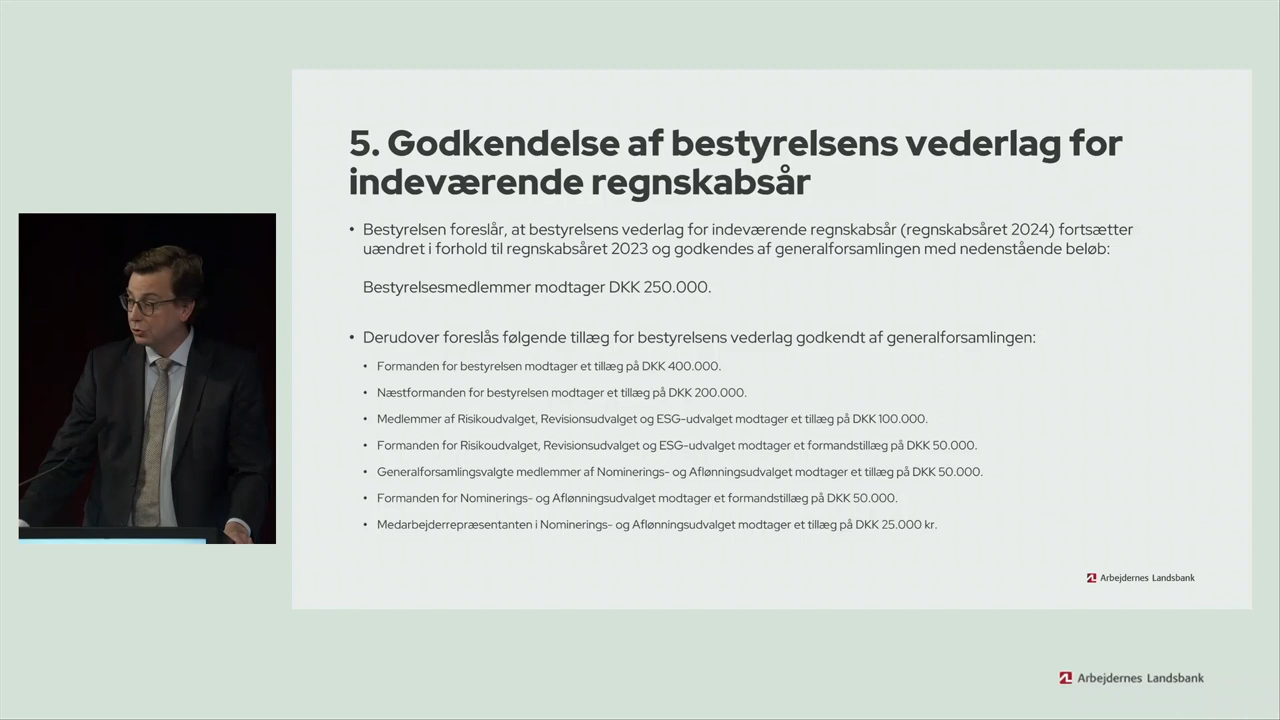 5. Godkendelse af bestyrelsens vederlag for
indeværende regnskabsår
• Bestyrelsen foreslår, at bestyrelsens vederlag for indeværende regnskabsår (regnskabsåret 2024) fortsætter
uændret i forhold til regnskabsåret 2023 og godkendes af generalforsamlingen med nedenstående beløb:
Bestyrelsesmedlemmer modtager DKK 250.000.
• Derudover foreslås følgende tillæg for bestyrelsens vederlag godkendt af generalforsamlingen:
• Formanden for bestyrelsen modtager et tillæg på DKK 400.000.
• Næstformanden for bestyrelsen modtager et tillæg på DKK 200.000.
• Medlemmer af Risikoudvalget, Revisionsudvalget og ESG-udvalget modtager et tillæg på DKK 100.000.
• Formanden for Risikoudvalget, Revisionsudvalget og ESG-udvalget modtager et formandstillæg på DKK 50.000.
• Generalforsamlingsvalgte medlemmer af Nominerings- og Aflønningsudvalget modtager et tillæg på DKK 50.000.
• Formanden for Nominerings- og Aflønningsudvalget modtager et formandstillæg på DKK 50.000.
• Medarbejderrepræsentanten i Nominerings- og Aflønningsudvalget modtager et tillæg på DKK 25.000 kr.
Arbejdernes Landsbank
Arbejdernes Landsbank